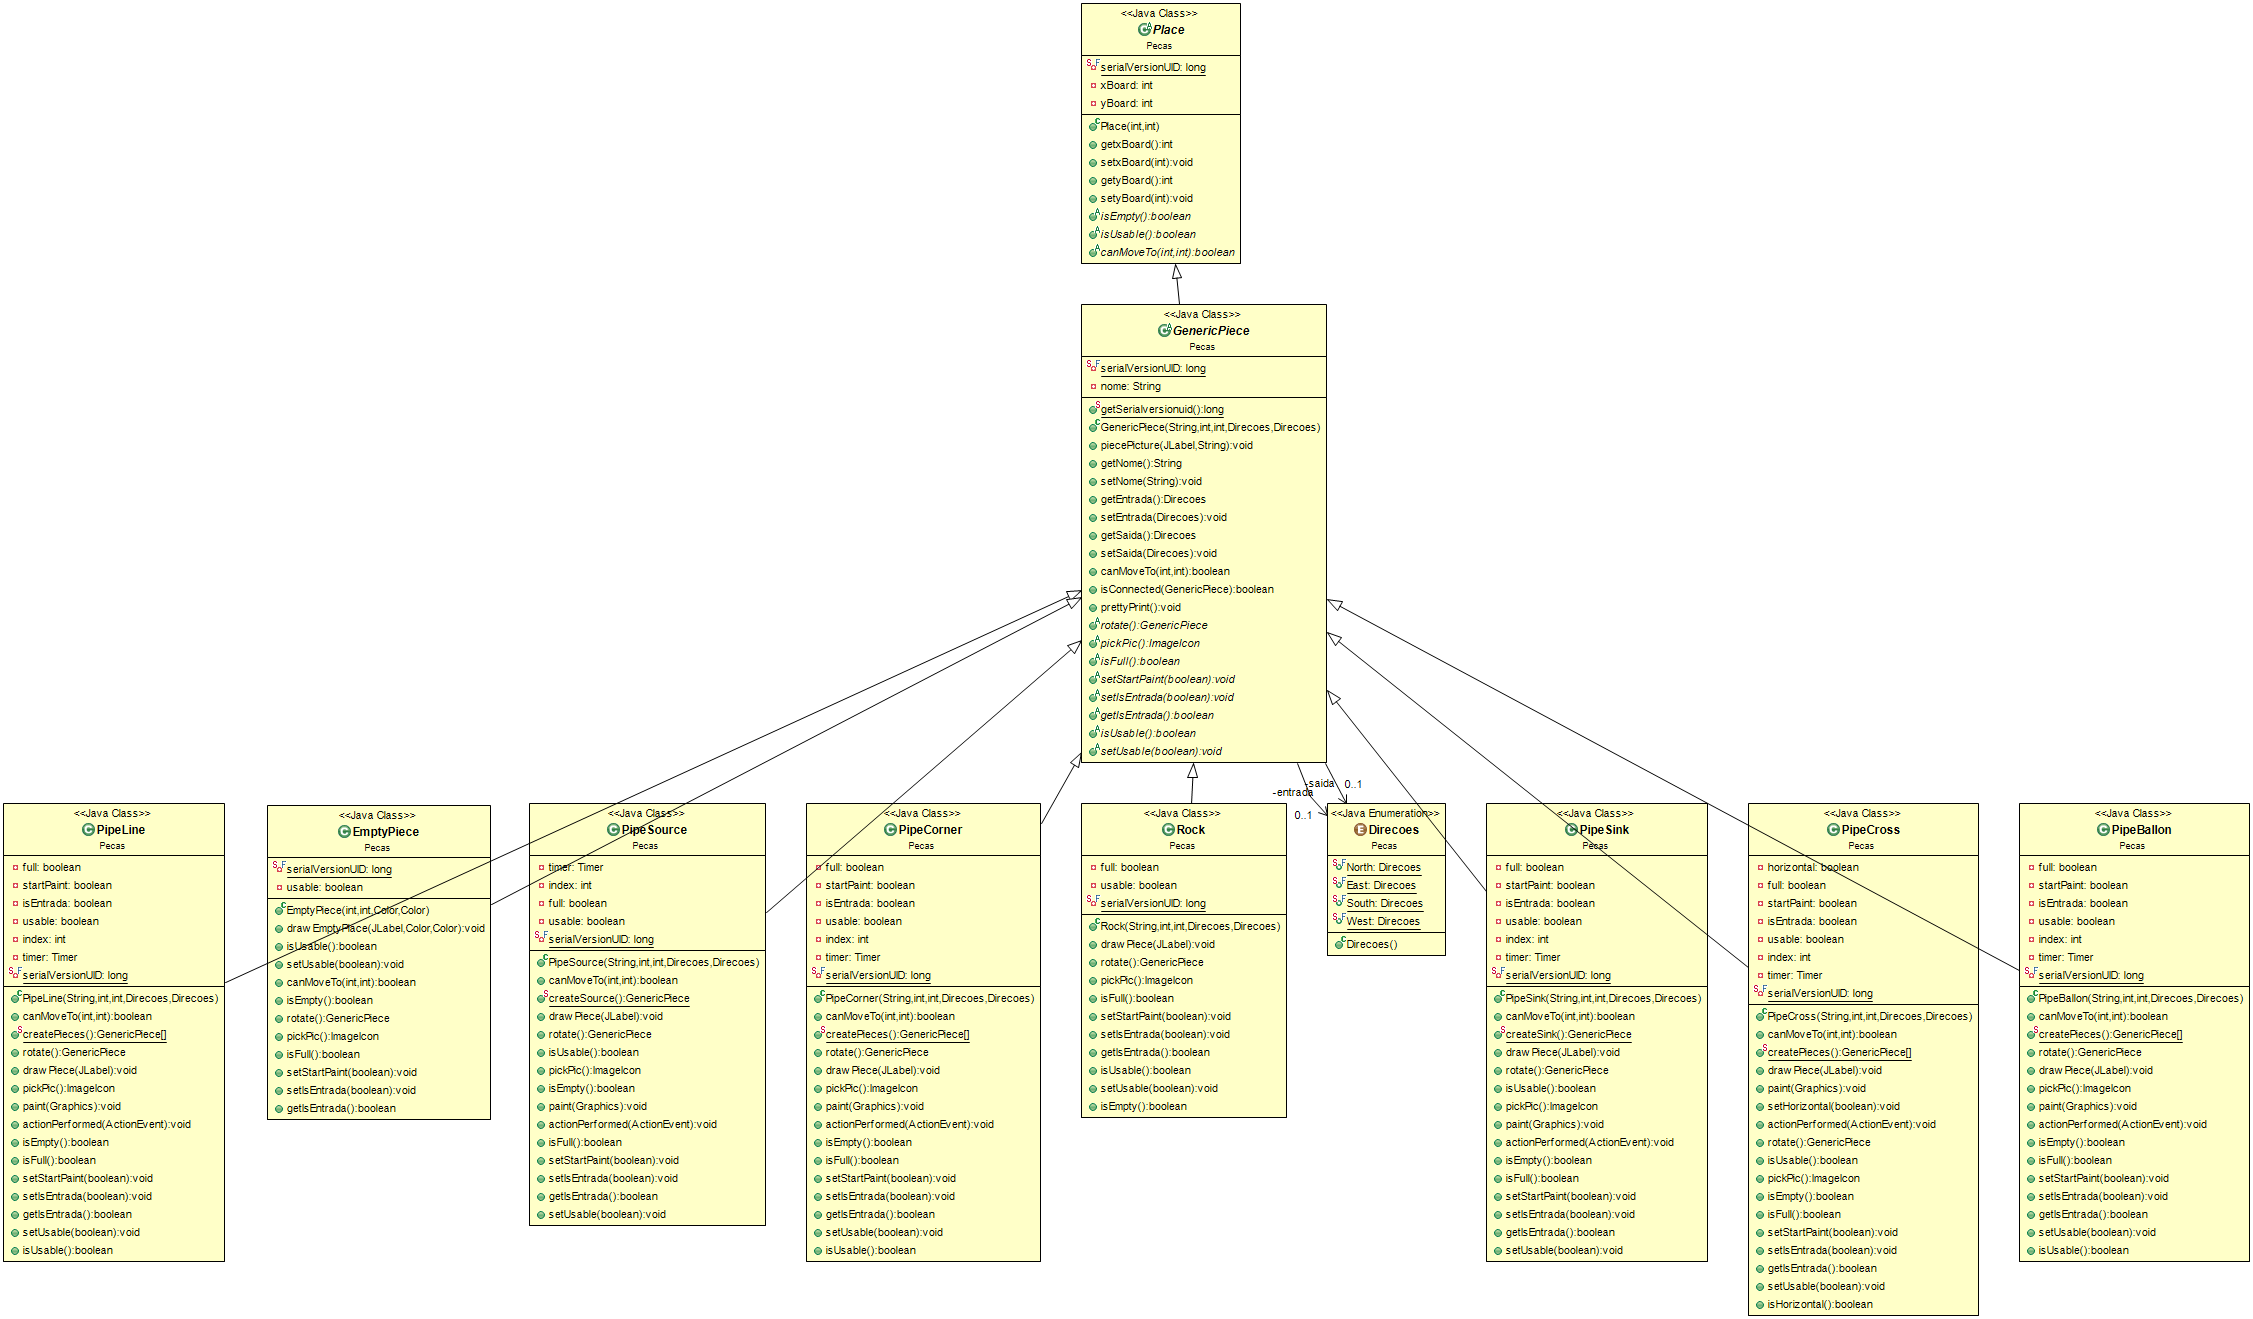 <<Java Class>>
Place
Pecas
serialVersionUID: long
xBoard: int
yBoard: int
Place(int,int)
getxBoard():int
setxBoard(int):void
getyBoard():int
setyBoard(int):void
isEmpty():boolean
isUsable():boolean
canMoveTo(int,int):boolean
<<Java Class>>
GenericPiece
Pecas
serialVersionUID: long
nome: String
getSerialversionuid():long
GenericPiece(String,int,int,Direcoes,Direcoes)
piecePicture(JLabel,String):void
getNome():String
setNome(String):void
getEntrada():Direcoes
setEntrada(Direcoes):void
getSaida():Direcoes
setSaida(Direcoes):void
canMoveTo(int,int):boolean
isConnected(GenericPiece):boolean
prettyPrint():void
rotate():GenericPiece
pickPic():ImageIcon
isFull():boolean
setStartPaint(boolean):void
setIsEntrada(boolean):void
getIsEntrada():boolean
isUsable():boolean
setUsable(boolean):void
-saida
0..1
-entrada
0..1
<<Java Class>>
PipeLine
Pecas
full: boolean
startPaint: boolean
isEntrada: boolean
usable: boolean
index: int
timer: Timer
serialVersionUID: long
PipeLine(String,int,int,Direcoes,Direcoes)
canMoveTo(int,int):boolean
createPieces():GenericPiece[]
rotate():GenericPiece
drawPiece(JLabel):void
pickPic():ImageIcon
paint(Graphics):void
actionPerformed(ActionEvent):void
isEmpty():boolean
isFull():boolean
setStartPaint(boolean):void
setIsEntrada(boolean):void
getIsEntrada():boolean
setUsable(boolean):void
isUsable():boolean
<<Java Class>>
EmptyPiece
Pecas
serialVersionUID: long
usable: boolean
EmptyPiece(int,int,Color,Color)
drawEmptyPlace(JLabel,Color,Color):void
isUsable():boolean
setUsable(boolean):void
canMoveTo(int,int):boolean
isEmpty():boolean
rotate():GenericPiece
pickPic():ImageIcon
isFull():boolean
setStartPaint(boolean):void
setIsEntrada(boolean):void
getIsEntrada():boolean
<<Java Class>>
PipeSource
Pecas
timer: Timer
index: int
full: boolean
usable: boolean
serialVersionUID: long
PipeSource(String,int,int,Direcoes,Direcoes)
canMoveTo(int,int):boolean
createSource():GenericPiece
drawPiece(JLabel):void
rotate():GenericPiece
isUsable():boolean
pickPic():ImageIcon
isEmpty():boolean
paint(Graphics):void
actionPerformed(ActionEvent):void
isFull():boolean
setStartPaint(boolean):void
setIsEntrada(boolean):void
getIsEntrada():boolean
setUsable(boolean):void
<<Java Class>>
PipeCorner
Pecas
full: boolean
startPaint: boolean
isEntrada: boolean
usable: boolean
index: int
timer: Timer
serialVersionUID: long
PipeCorner(String,int,int,Direcoes,Direcoes)
canMoveTo(int,int):boolean
createPieces():GenericPiece[]
rotate():GenericPiece
drawPiece(JLabel):void
pickPic():ImageIcon
paint(Graphics):void
actionPerformed(ActionEvent):void
isEmpty():boolean
isFull():boolean
setStartPaint(boolean):void
setIsEntrada(boolean):void
getIsEntrada():boolean
setUsable(boolean):void
isUsable():boolean
<<Java Class>>
Rock
Pecas
full: boolean
usable: boolean
serialVersionUID: long
Rock(String,int,int,Direcoes,Direcoes)
drawPiece(JLabel):void
rotate():GenericPiece
pickPic():ImageIcon
isFull():boolean
setStartPaint(boolean):void
setIsEntrada(boolean):void
getIsEntrada():boolean
isUsable():boolean
setUsable(boolean):void
isEmpty():boolean
<<Java Enumeration>>
Direcoes
Pecas
North: Direcoes
East: Direcoes
South: Direcoes
West: Direcoes
Direcoes()
<<Java Class>>
PipeSink
Pecas
full: boolean
startPaint: boolean
isEntrada: boolean
usable: boolean
index: int
timer: Timer
serialVersionUID: long
PipeSink(String,int,int,Direcoes,Direcoes)
canMoveTo(int,int):boolean
createSink():GenericPiece
drawPiece(JLabel):void
rotate():GenericPiece
isUsable():boolean
pickPic():ImageIcon
paint(Graphics):void
actionPerformed(ActionEvent):void
isEmpty():boolean
isFull():boolean
setStartPaint(boolean):void
setIsEntrada(boolean):void
getIsEntrada():boolean
setUsable(boolean):void
<<Java Class>>
PipeCross
Pecas
horizontal: boolean
full: boolean
startPaint: boolean
isEntrada: boolean
usable: boolean
index: int
timer: Timer
serialVersionUID: long
PipeCross(String,int,int,Direcoes,Direcoes)
canMoveTo(int,int):boolean
createPieces():GenericPiece[]
drawPiece(JLabel):void
paint(Graphics):void
setHorizontal(boolean):void
actionPerformed(ActionEvent):void
rotate():GenericPiece
isUsable():boolean
pickPic():ImageIcon
isEmpty():boolean
isFull():boolean
setStartPaint(boolean):void
setIsEntrada(boolean):void
getIsEntrada():boolean
setUsable(boolean):void
isHorizontal():boolean
<<Java Class>>
PipeBallon
Pecas
full: boolean
startPaint: boolean
isEntrada: boolean
usable: boolean
index: int
timer: Timer
serialVersionUID: long
PipeBallon(String,int,int,Direcoes,Direcoes)
canMoveTo(int,int):boolean
createPieces():GenericPiece[]
rotate():GenericPiece
drawPiece(JLabel):void
pickPic():ImageIcon
paint(Graphics):void
actionPerformed(ActionEvent):void
isEmpty():boolean
isFull():boolean
setStartPaint(boolean):void
setIsEntrada(boolean):void
getIsEntrada():boolean
setUsable(boolean):void
isUsable():boolean